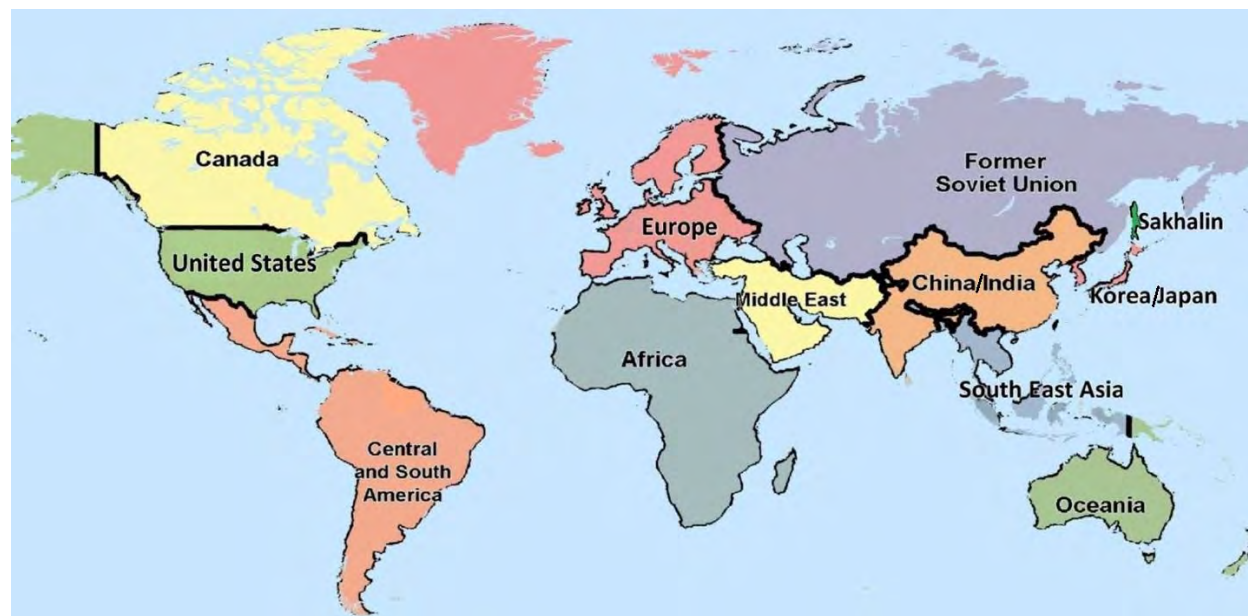 Canada
United States
Former
Soviet Union
Sakhalin
Europe
China/India
Korea/Japan
Middle East
Africa
South East Asia
Central
and South
America
Oceania